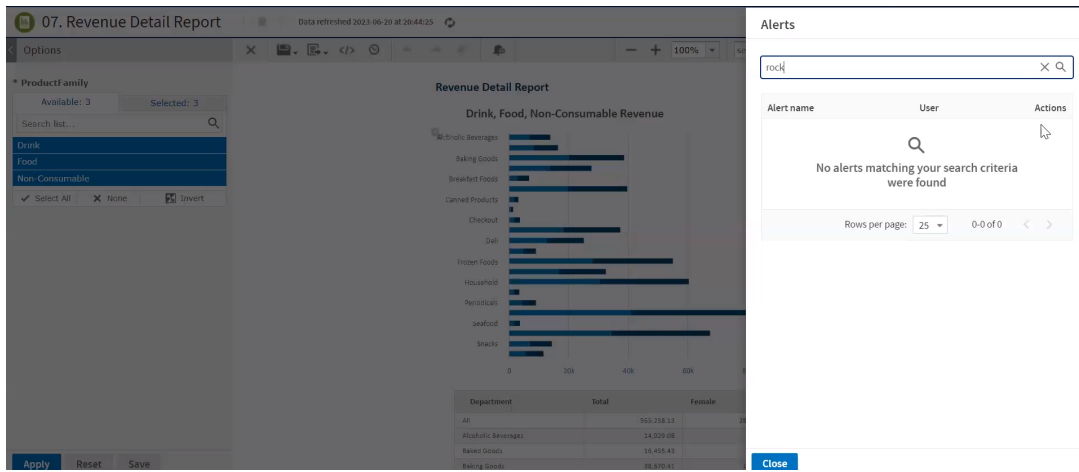 07. Revenue Detail Report
Data refreshed 2023-06-20 at 20:44:25
Options
100%
* ProductFamily
Available: 3
Selected: 3
Search list...
Drink
Food
Non-Consumable
Select All
None
Invert
Apply
Reset
Save
Revenue Detail Report
Drink, Food, Non-Consumable Revenue
Alcoholic Beverages
Baking Goods
Breakfast Foods
Canned Products
Checkout
Deli
Frozen Foods
Household
Periodicals
seafood
Snacks
0 20k 40k 60k
Department Total Female
All 565,238.13
Alcoholic Beverages 14,029.08
Baked Goods 16,455.43
Baking Goods 38,670.41
Alerts
rock
Alert name User Actions
No alerts matching your search criteria
were found
Rows per page: 25 0-0 of 0
Close